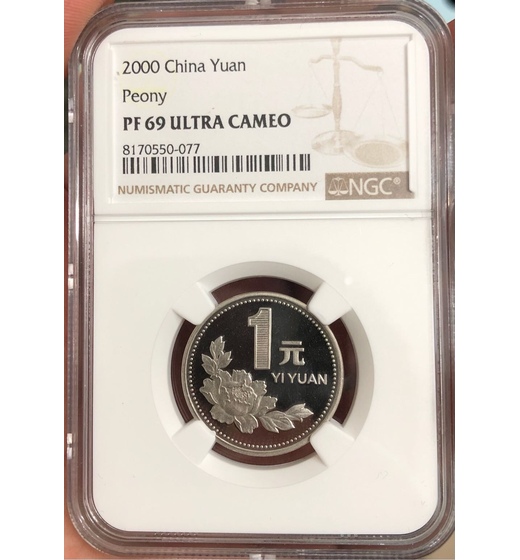 2000 China Yuan
Peony
PF 69 ULTRA CAMEO
8170550-077
NUMISMATIC GUARANTY COMPANY
NGC®
1 元
YI YUAN